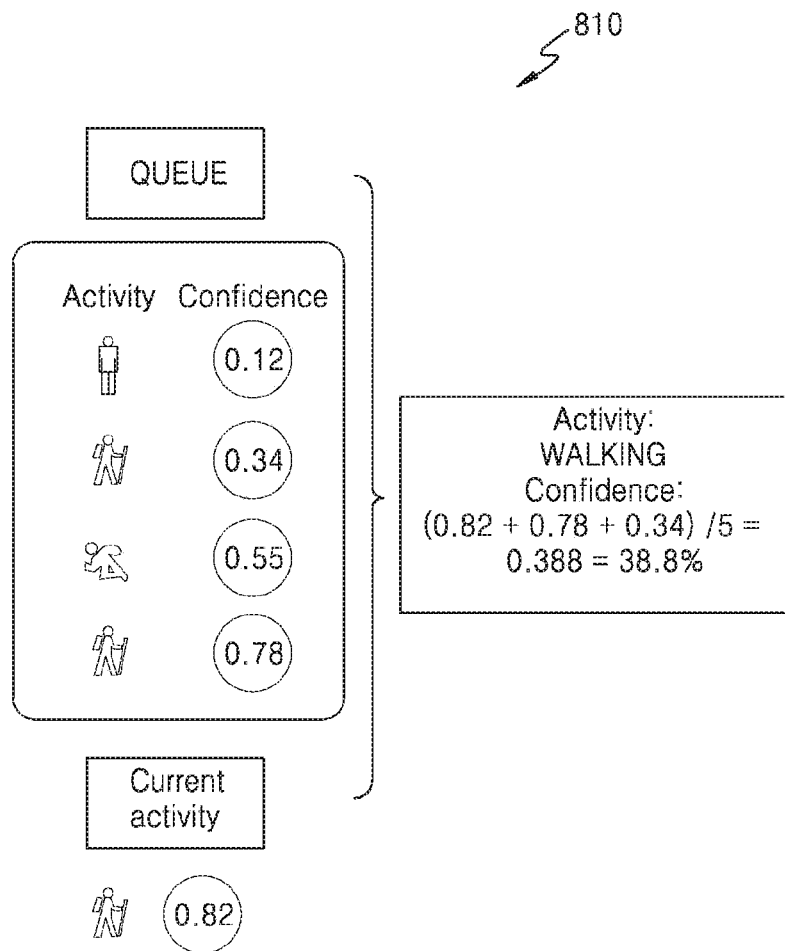 810
QUEUE
Activity Confidence
0.12
0.34
0.55
0.78
Current
activity
0.82
Activity:
WALKING
Confidence:
(0.82 + 0.78 + 0.34) /5 =
0.388 = 38.8%